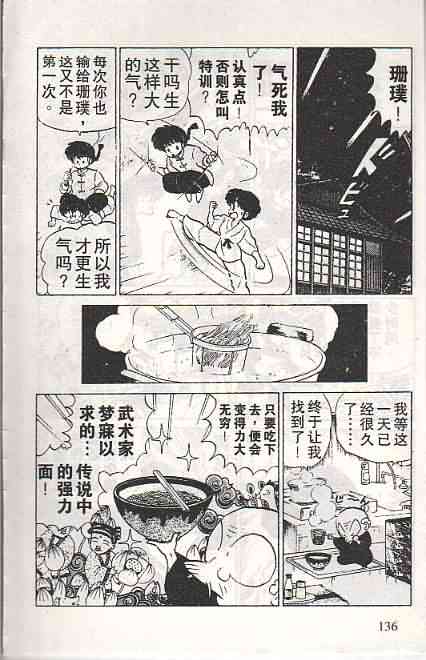 珊璞！
气死我
了！
认真点！
否则怎叫
特训？
干吗生
这样大
的气？
每次你也
输给珊璞，
这又不是
第一次。
所以我
才更生
气吗？
我等这
一天已
经很久
了……
终于让我
找到了！
只要吃下
去，便会
变得力大
无穷！
武术家
梦寐以
求的…
传说中
的强力
面！
136